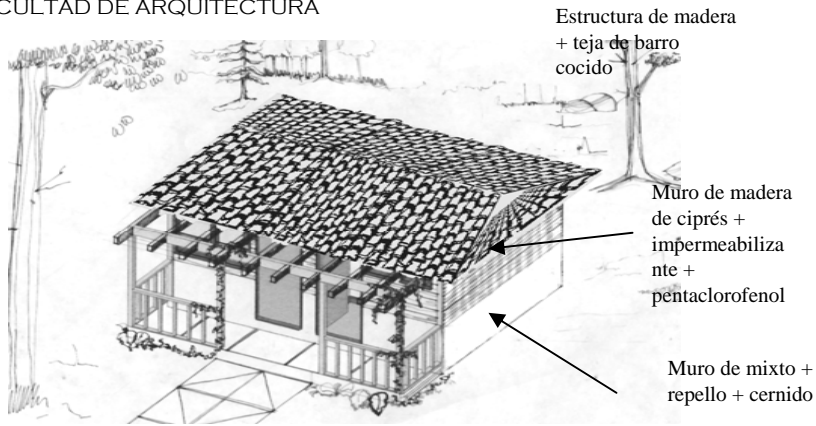 CULTAD DE ARQUITECTURA
Estructura de madera
+ teja de barro
cocido
Muro de madera
de ciprés +
impermeabiliza
nte +
pentaclorofenol
Muro de mixto +
repello + cernido